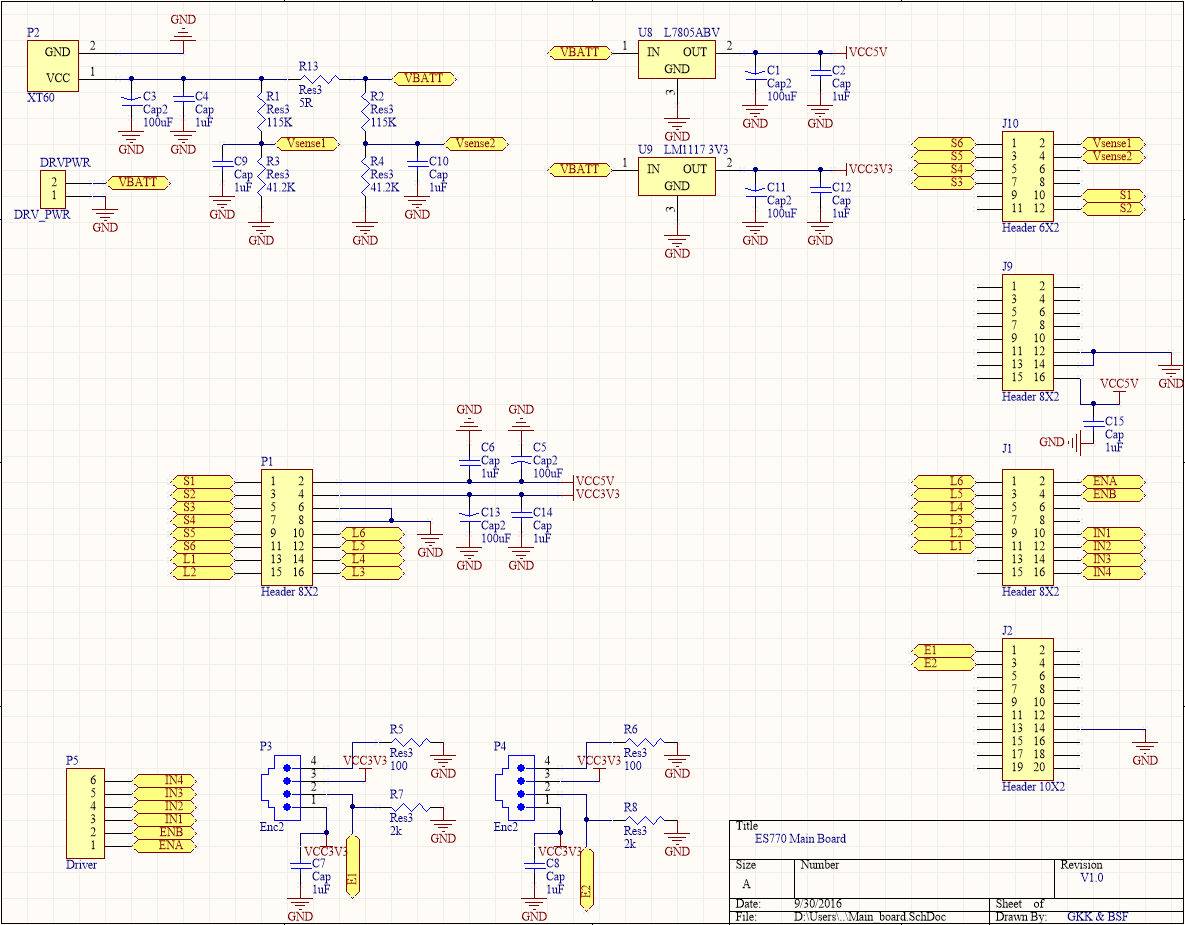 P2
GND
VCC
XT60
2
1
GND
C3
Cap2
100uF
GND
C4
Cap
1uF
GND
R13
Res3
5R
VBATT
R1
Res3
115K
R2
Res3
115K
Vsense1
Vsense2
C9
Cap
1uF
GND
R3
Res3
41.2K
GND
R4
Res3
41.2K
GND
C10
Cap
1uF
GND
DRVPWR
2
1
DRV_PWR
VBATT
GND
U8 L7805ABV
VBATT
1
IN OUT
GND
2
3
GND
VCC5V
C1
Cap2
100uF
GND
C2
Cap
1uF
GND
U9 LM1117 3V3
VBATT
1
IN OUT
GND
2
3
GND
VCC3V3
C11
Cap2
100uF
GND
C12
Cap
1uF
GND
J10
S6 1 2 Vsense1
S5 3 4 Vsense2
S4 5 6
S3 7 8
9 10 S1
11 12 S2
Header 6X2
J9
1 2
3 4
5 6
7 8
9 10
11 12
13 14
15 16
Header 8X2
GND
VCC5V
C15
Cap
1uF
GND
J1
L6 1 2 ENA
L5 3 4 ENB
L4 5 6
L3 7 8
L2 9 10 IN1
L1 11 12 IN2
13 14 IN3
15 16 IN4
Header 8X2
GND
GND
C6
Cap
1uF
C5
Cap2
100uF
VCC5V
VCC3V3
P1
S1 1 2
S2 3 4
S3 5 6
S4 7 8
S5 9 10 L6
S6 11 12 L5
L1 13 14 L4
L2 15 16 L3
Header 8X2
GND
C13
Cap2
100uF
GND
C14
Cap
1uF
GND
J2
E1 1 2
E2 3 4
5 6
7 8
9 10
11 12
13 14
15 16
17 18
19 20
Header 10X2
GND
P5
6 IN4
5 IN3
4 IN2
3 IN1
2 ENB
1 ENA
Driver
P3
4
3
2
1
Enc2
VCC3V3
R5
Res3
100
GND
R7
Res3
2k
GND
VCC3V3
C7
Cap
1uF
GND
E1
P4
4
3
2
1
Enc2
VCC3V3
R6
Res3
100
GND
R8
Res3
2k
GND
VCC3V3
C8
Cap
1uF
GND
E2
Title
ES770 Main Board
Size Number Revision
A V1.0
Date: 9/30/2016 Sheet of
File: D:\Users\..\Main_board.SchDoc Drawn By: GKK & BSF